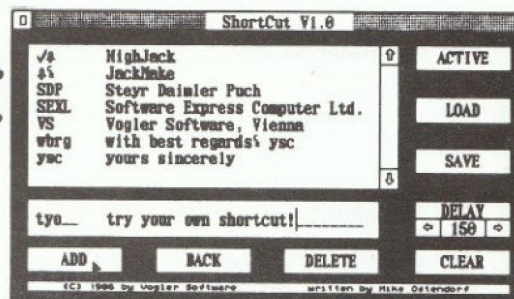 ShortCut V1.0
HighJack
JackMake
SDP Steyr Daimler Puch
SEXL Software Express Computer Ltd.
VS Vogler Software, Vienna
wbrg with best regards ysc
ysc yours sincerely
tyo__ try your own shortcut!
ACTIVE
LOAD
SAVE
DELAY
150
ADD BACK DELETE CLEAR
(C) 1986 by Vogler Software written by Mike Ostendorf